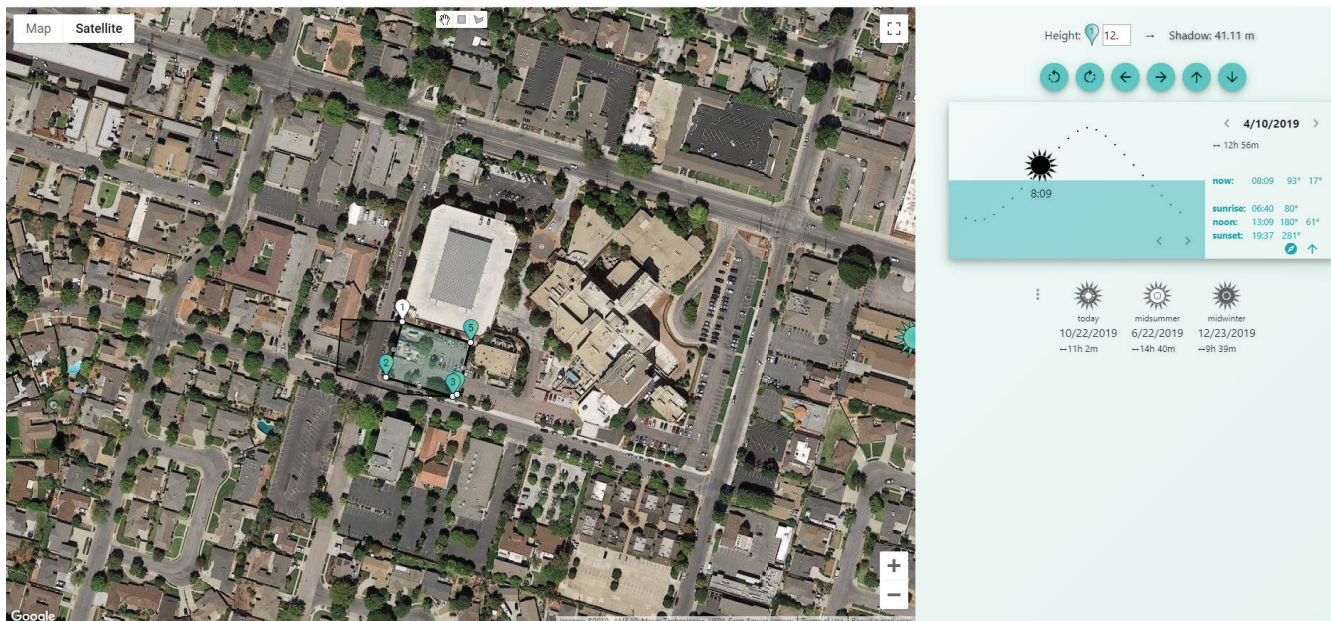 Map Satellite
1
5
2
3
Google
Height: 1 12. → Shadow: 41.11 m
< 4/10/2019 >
↔ 12h 56m
8:09
now: 08:09 93° 17°
sunrise: 06:40 80°
noon: 13:09 180° 61°
sunset: 19:37 281°
today midsummer midwinter
10/22/2019 6/22/2019 12/23/2019
↔11h 2m ↔14h 40m ↔9h 39m